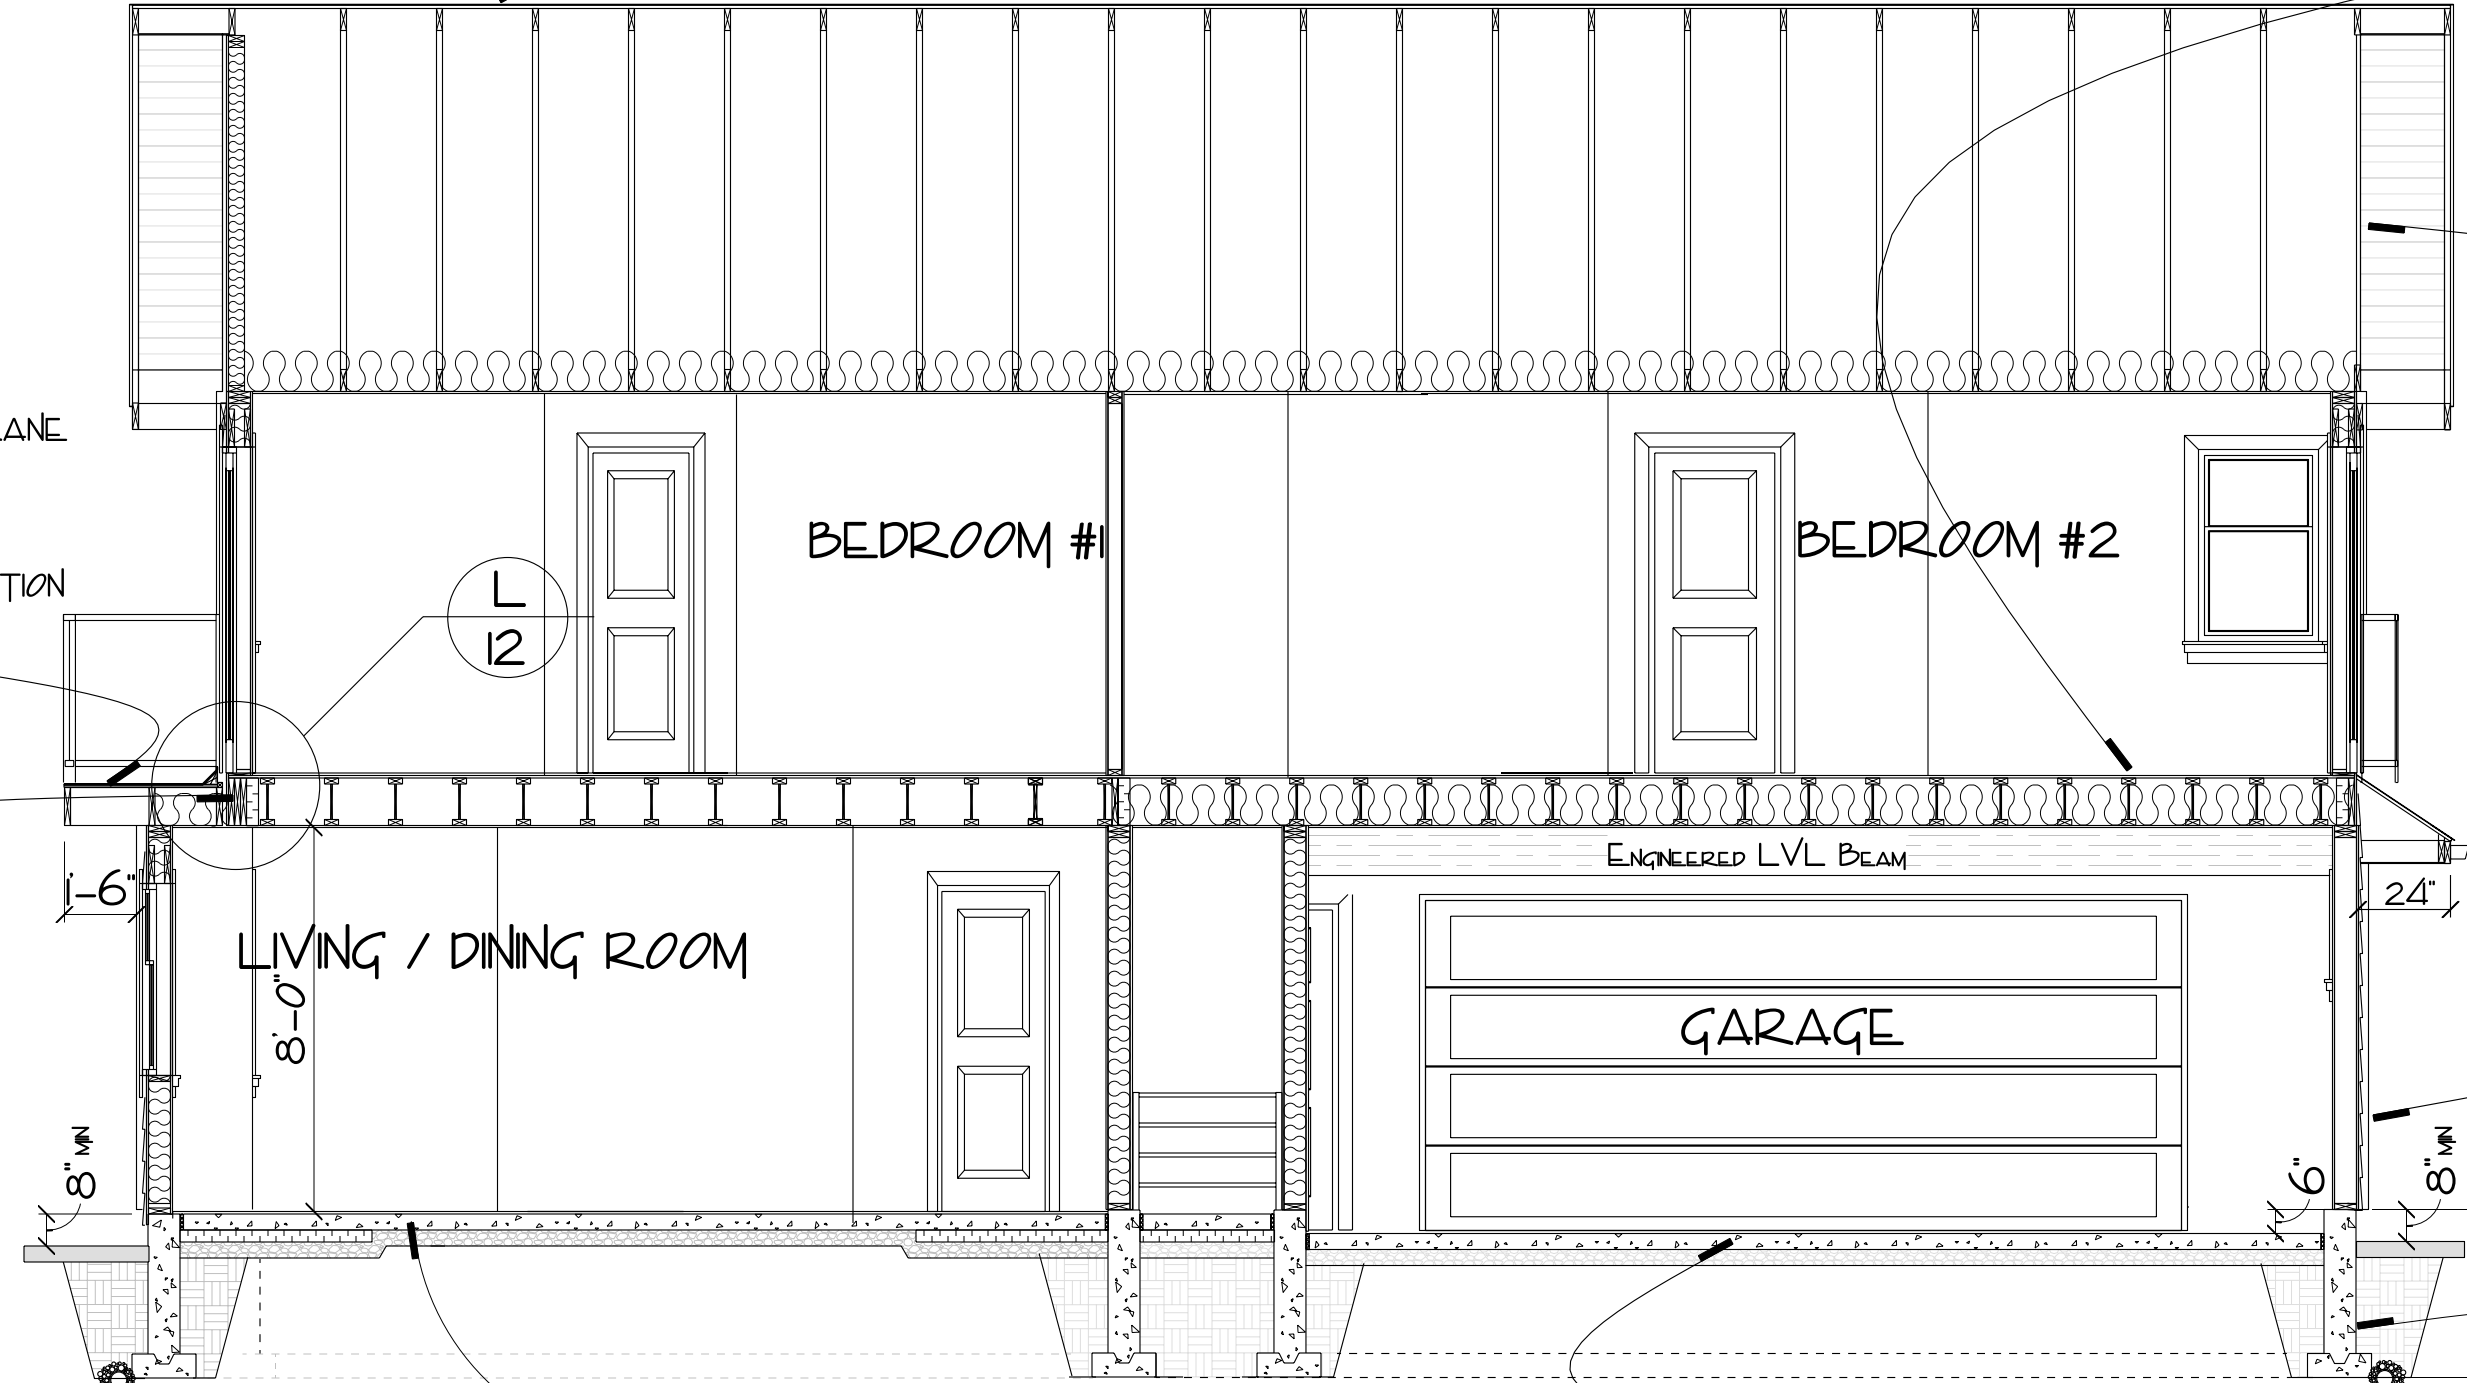 BEDROOM #1
BEDROOM #2
L
12
TION
1'-6"
ENGINEERED LVL BEAM
24"
LIVING / DINING ROOM
8'-0"
GARAGE
8" MIN
6"
8" MIN